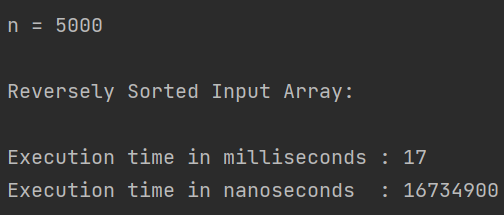 n = 5000
Reversely Sorted Input Array:
Execution time in milliseconds : 17
Execution time in nanoseconds  : 16734900